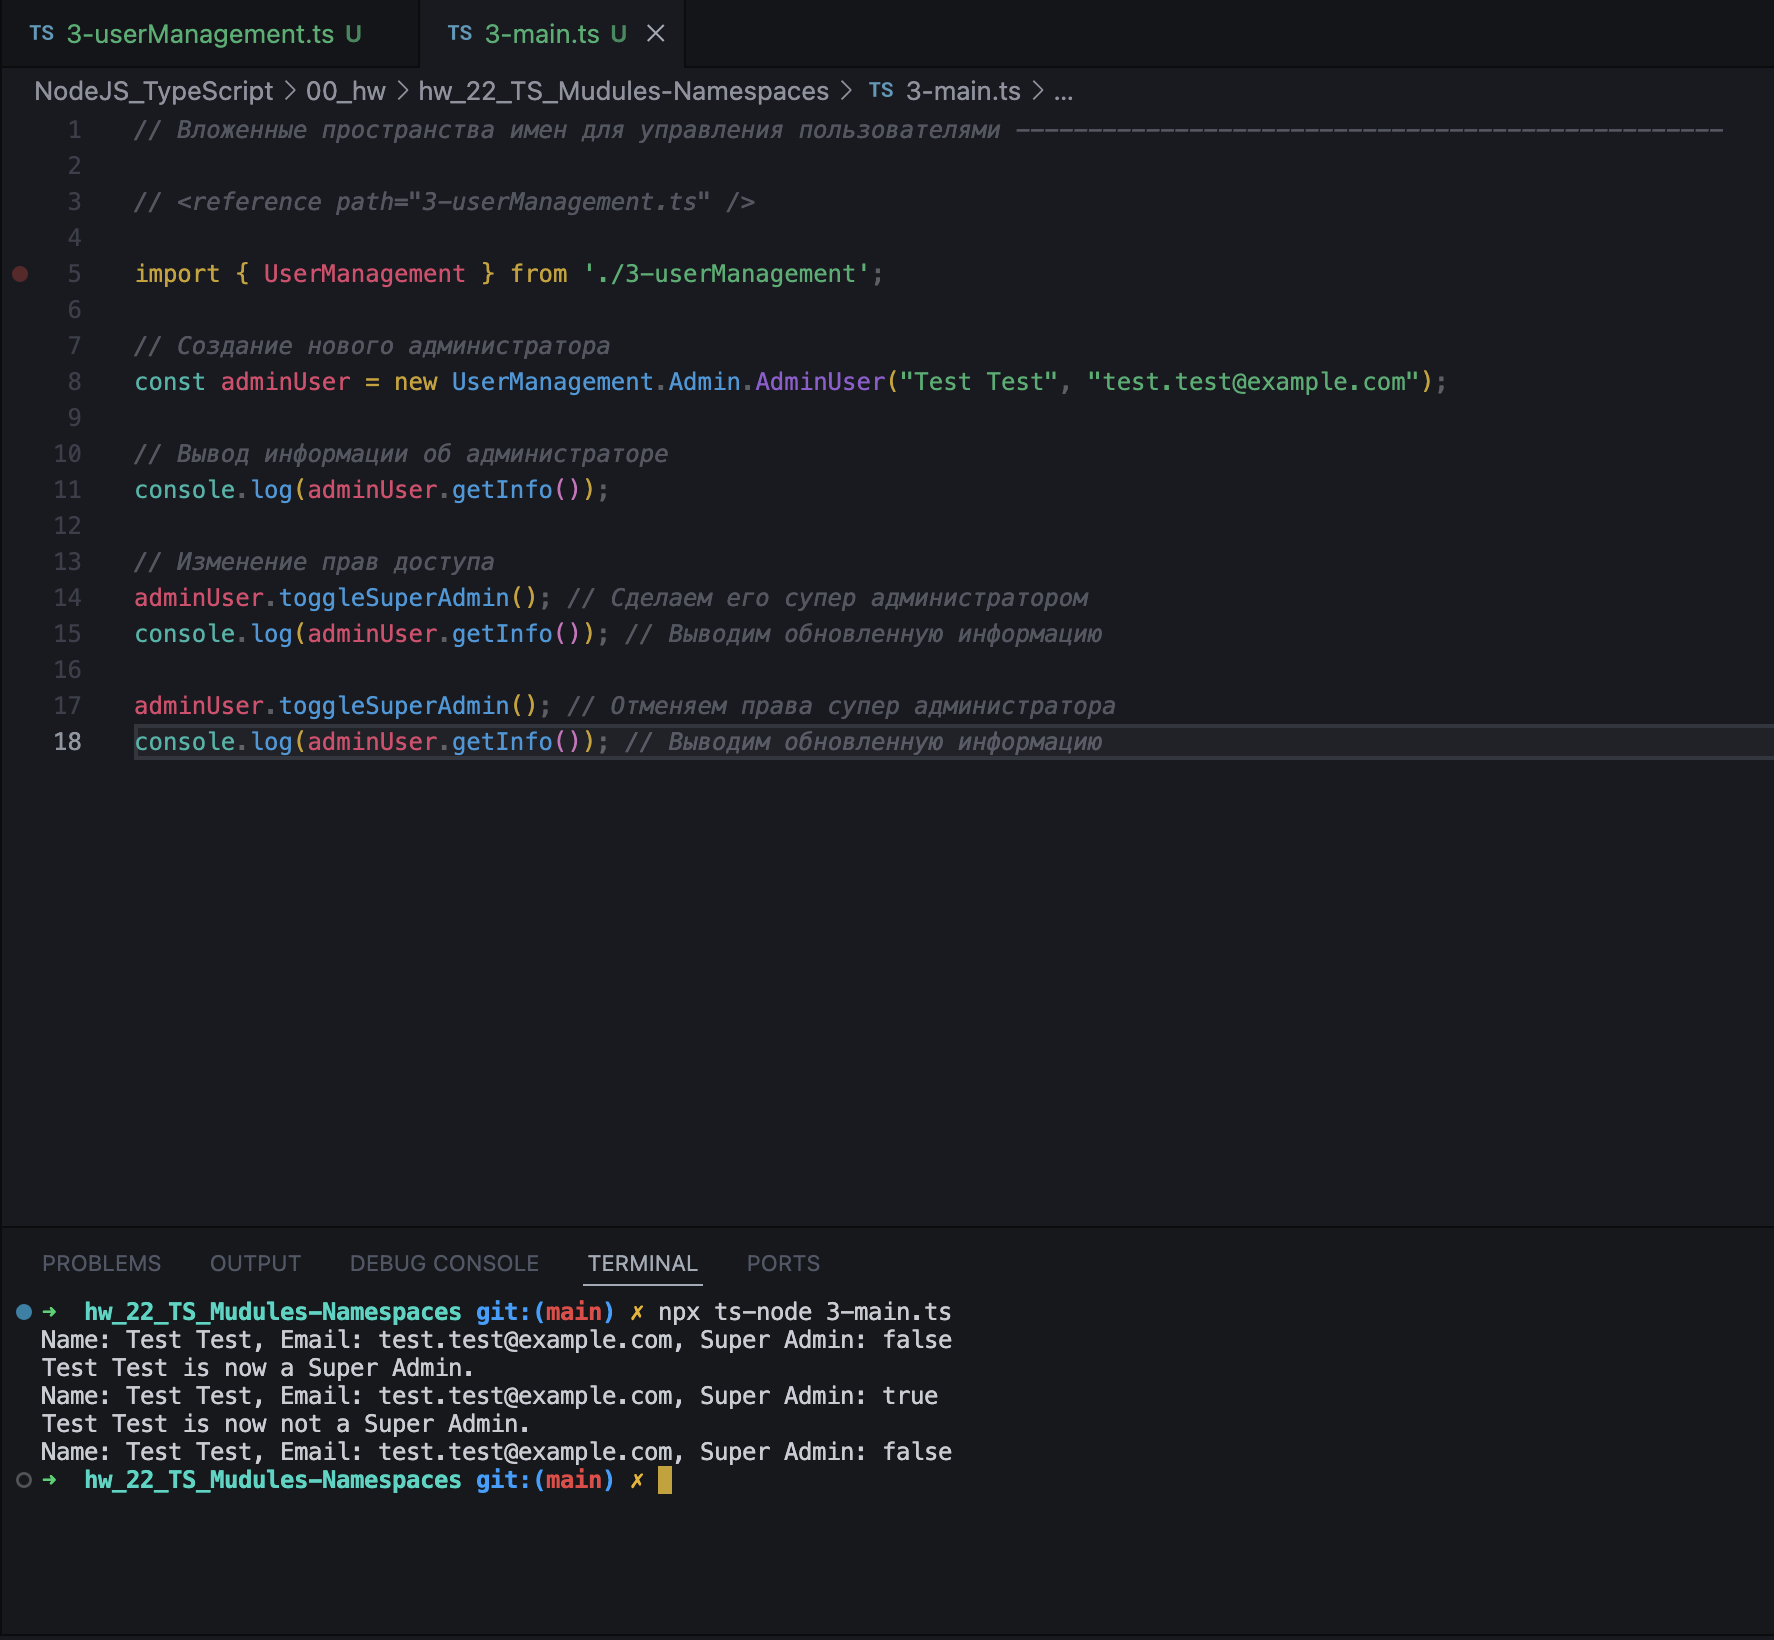 TS 3-userManagement.ts U TS 3-main.ts U
NodeJS_TypeScript > 00_hw > hw_22_TS_Mudules-Namespaces > TS 3-main.ts > ...
1 // Вложенные пространства имен для управления пользователями -------------------------------------------------
2
3 // <reference path="3-userManagement.ts" />
4
5 import { UserManagement } from './3-userManagement';
6
7 // Создание нового администратора
8 const adminUser = new UserManagement.Admin.AdminUser("Test Test", "test.test@example.com");
9
10 // Вывод информации об администраторе
11 console.log(adminUser.getInfo());
12
13 // Изменение прав доступа
14 adminUser.toggleSuperAdmin(); // Сделаем его супер администратором
15 console.log(adminUser.getInfo()); // Выводим обновленную информацию
16
17 adminUser.toggleSuperAdmin(); // Отменяем права супер администратора
18 console.log(adminUser.getInfo()); // Выводим обновленную информацию
PROBLEMS OUTPUT DEBUG CONSOLE TERMINAL PORTS
➜ hw_22_TS_Mudules-Namespaces git:(main) ✗ npx ts-node 3-main.ts
Name: Test Test, Email: test.test@example.com, Super Admin: false
Test Test is now a Super Admin.
Name: Test Test, Email: test.test@example.com, Super Admin: true
Test Test is now not a Super Admin.
Name: Test Test, Email: test.test@example.com, Super Admin: false
➜ hw_22_TS_Mudules-Namespaces git:(main) ✗